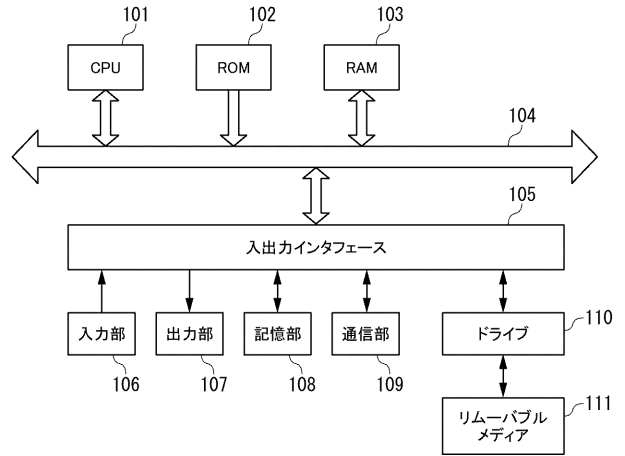 101
102
103
CPU
ROM
RAM
104
105
入出力インタフェース
入力部
出力部
記憶部
通信部
ドライブ
110
106
107
108
109
リムーバブル
メディア
111